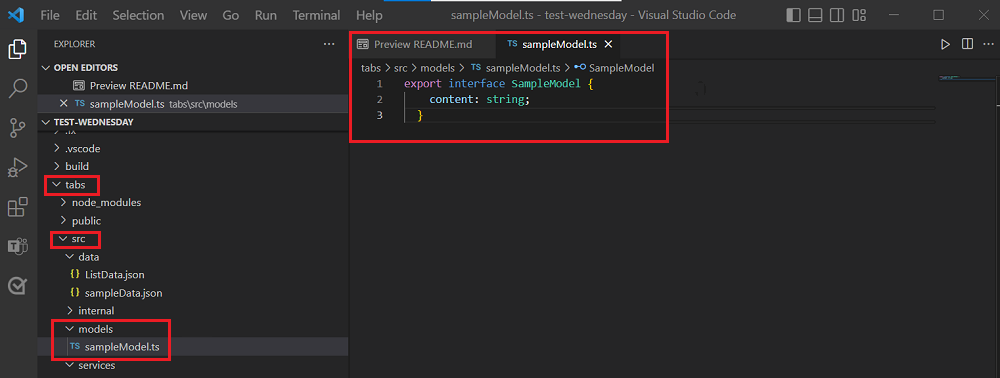 File Edit Selection View Go Run Terminal Help sampleModel.ts - test-wednesday - Visual Studio Code
EXPLORER
OPEN EDITORS
Preview README.md
TS sampleModel.ts tabs\src\models
TEST-WEDNESDAY
.vscode
build
tabs
node_modules
public
src
data
{} ListData.json
{} sampleData.json
internal
models
TS sampleModel.ts
services
Preview README.md TS sampleModel.ts
tabs > src > models > TS sampleModel.ts > SampleModel
1 export interface SampleModel {
2 content: string;
3 }